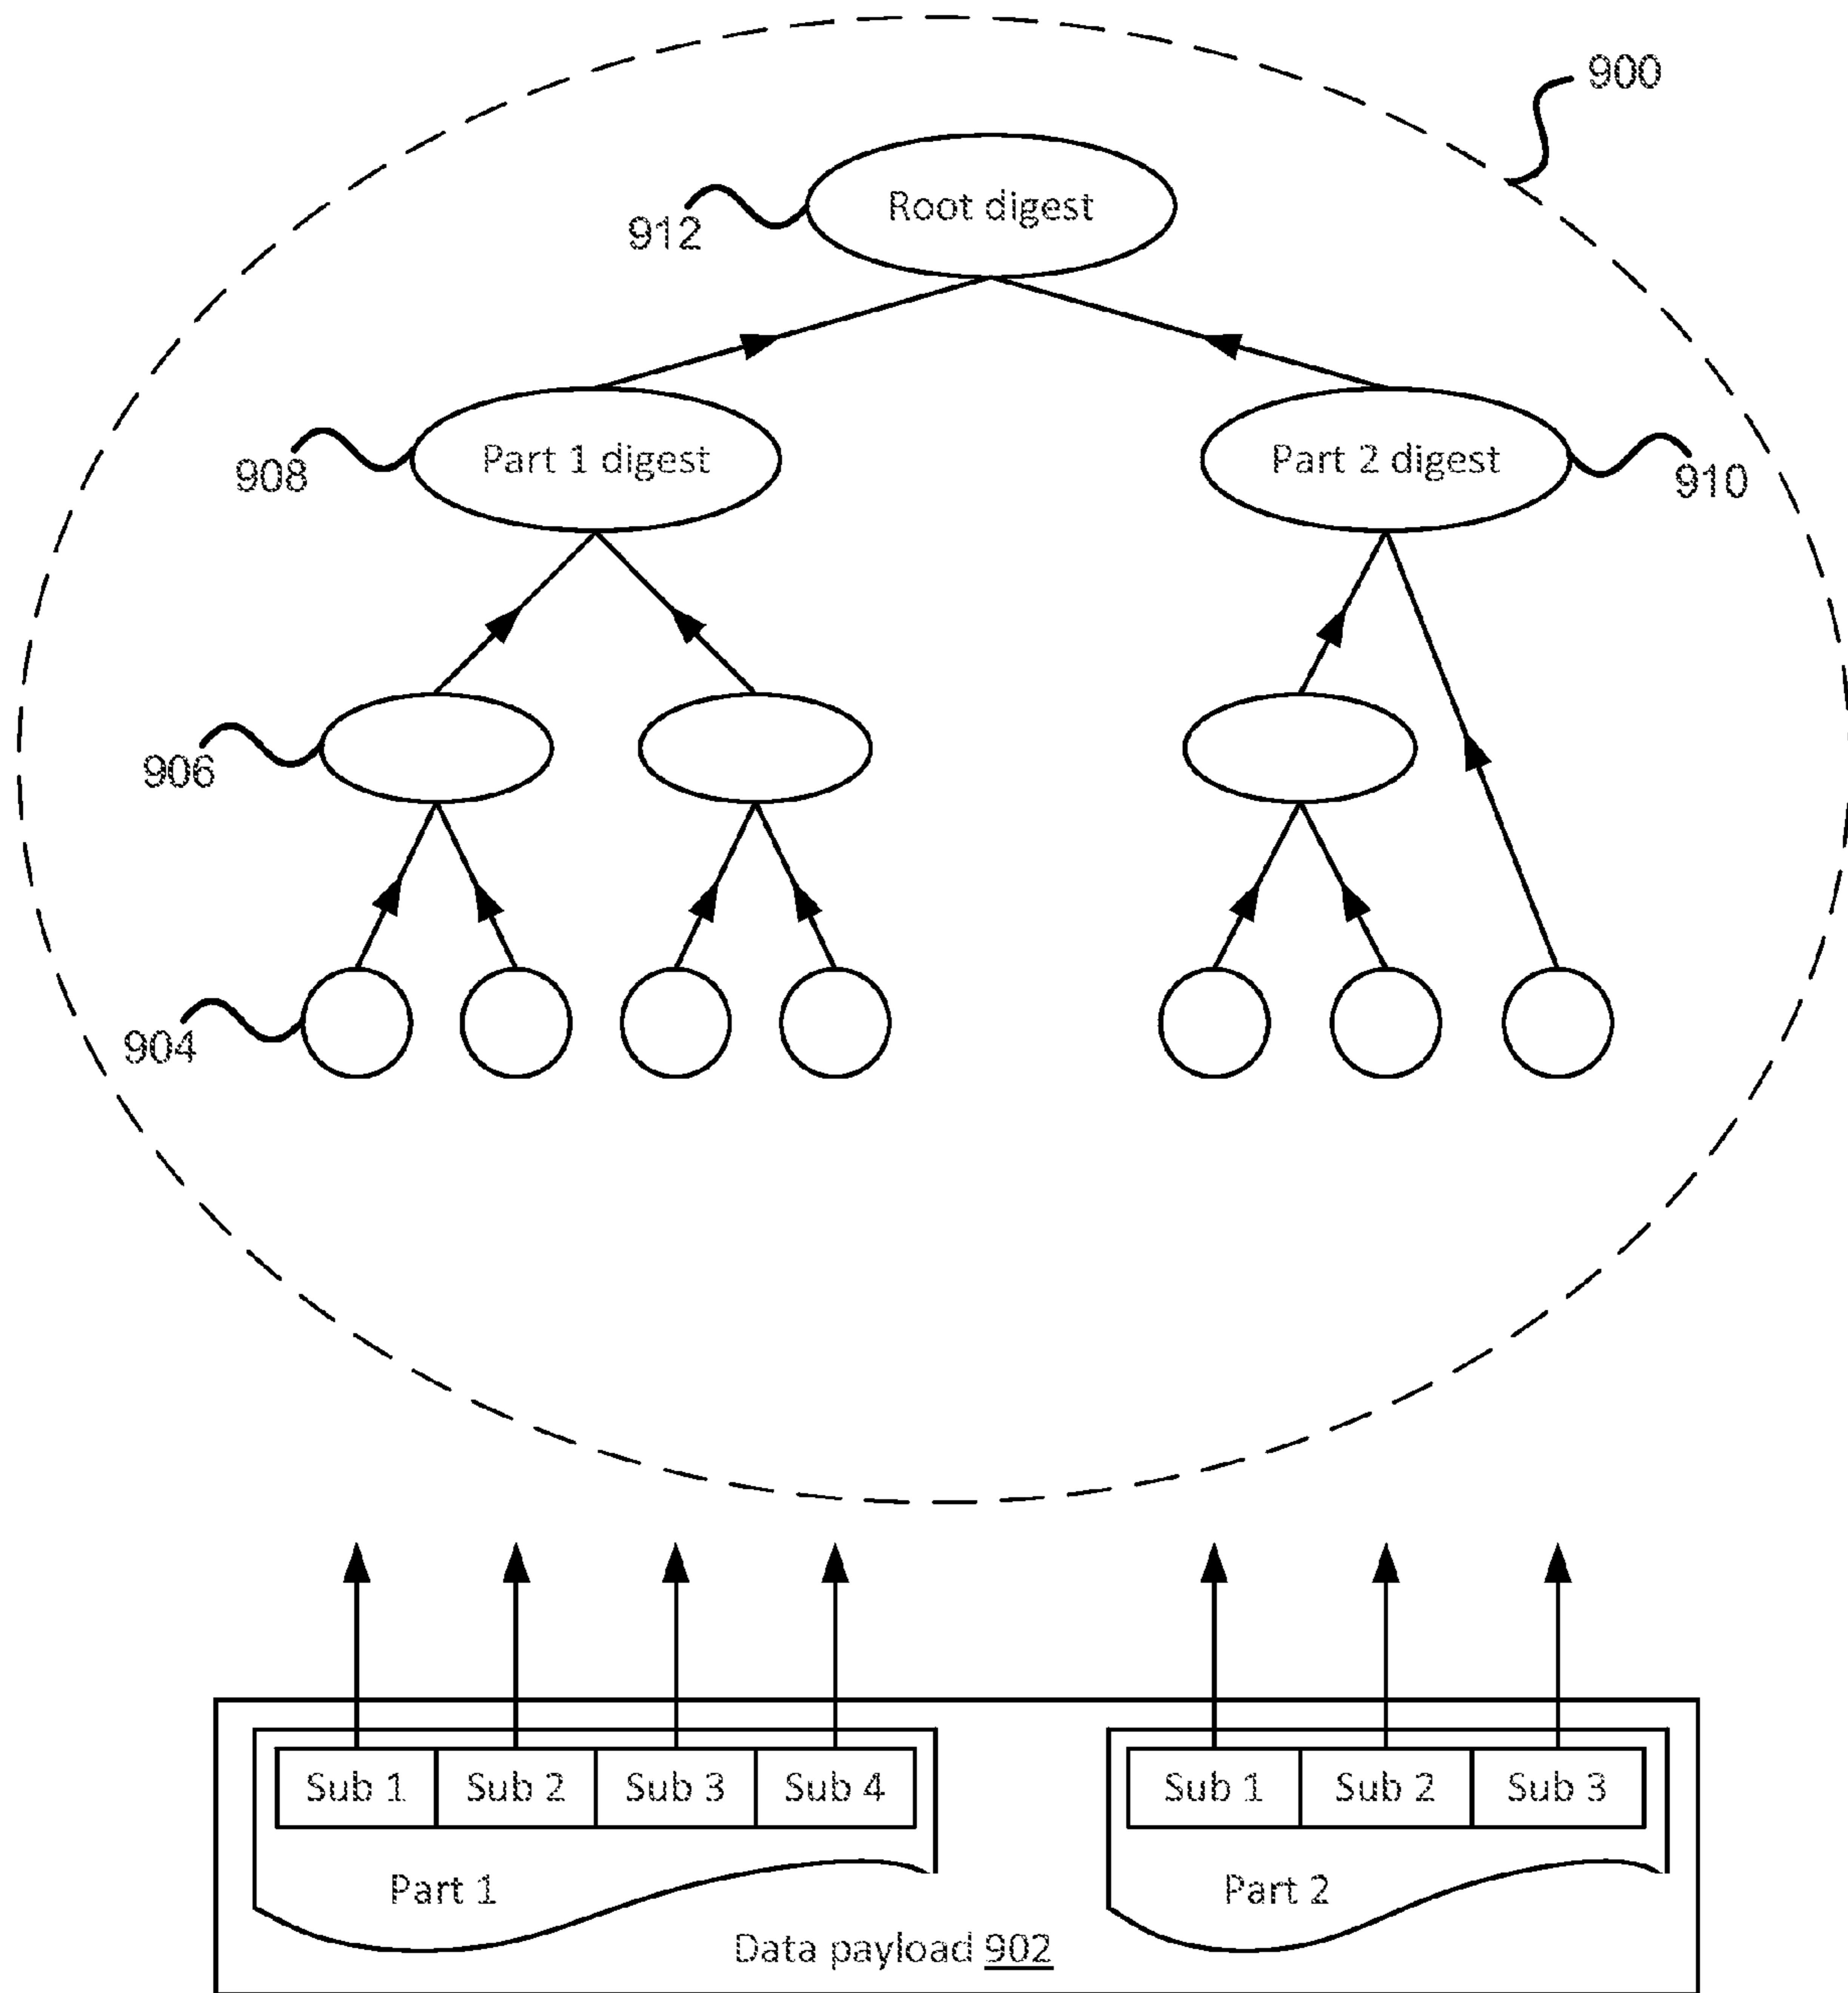 900
Root digest
912
Part 1 digest
Part 2 digest
908
910
906
904
Sub 1
Sub 2
Sub 3
Sub 4
Sub 1
Sub 2
Sub 3
Part 1
Part 2
Data payload 902